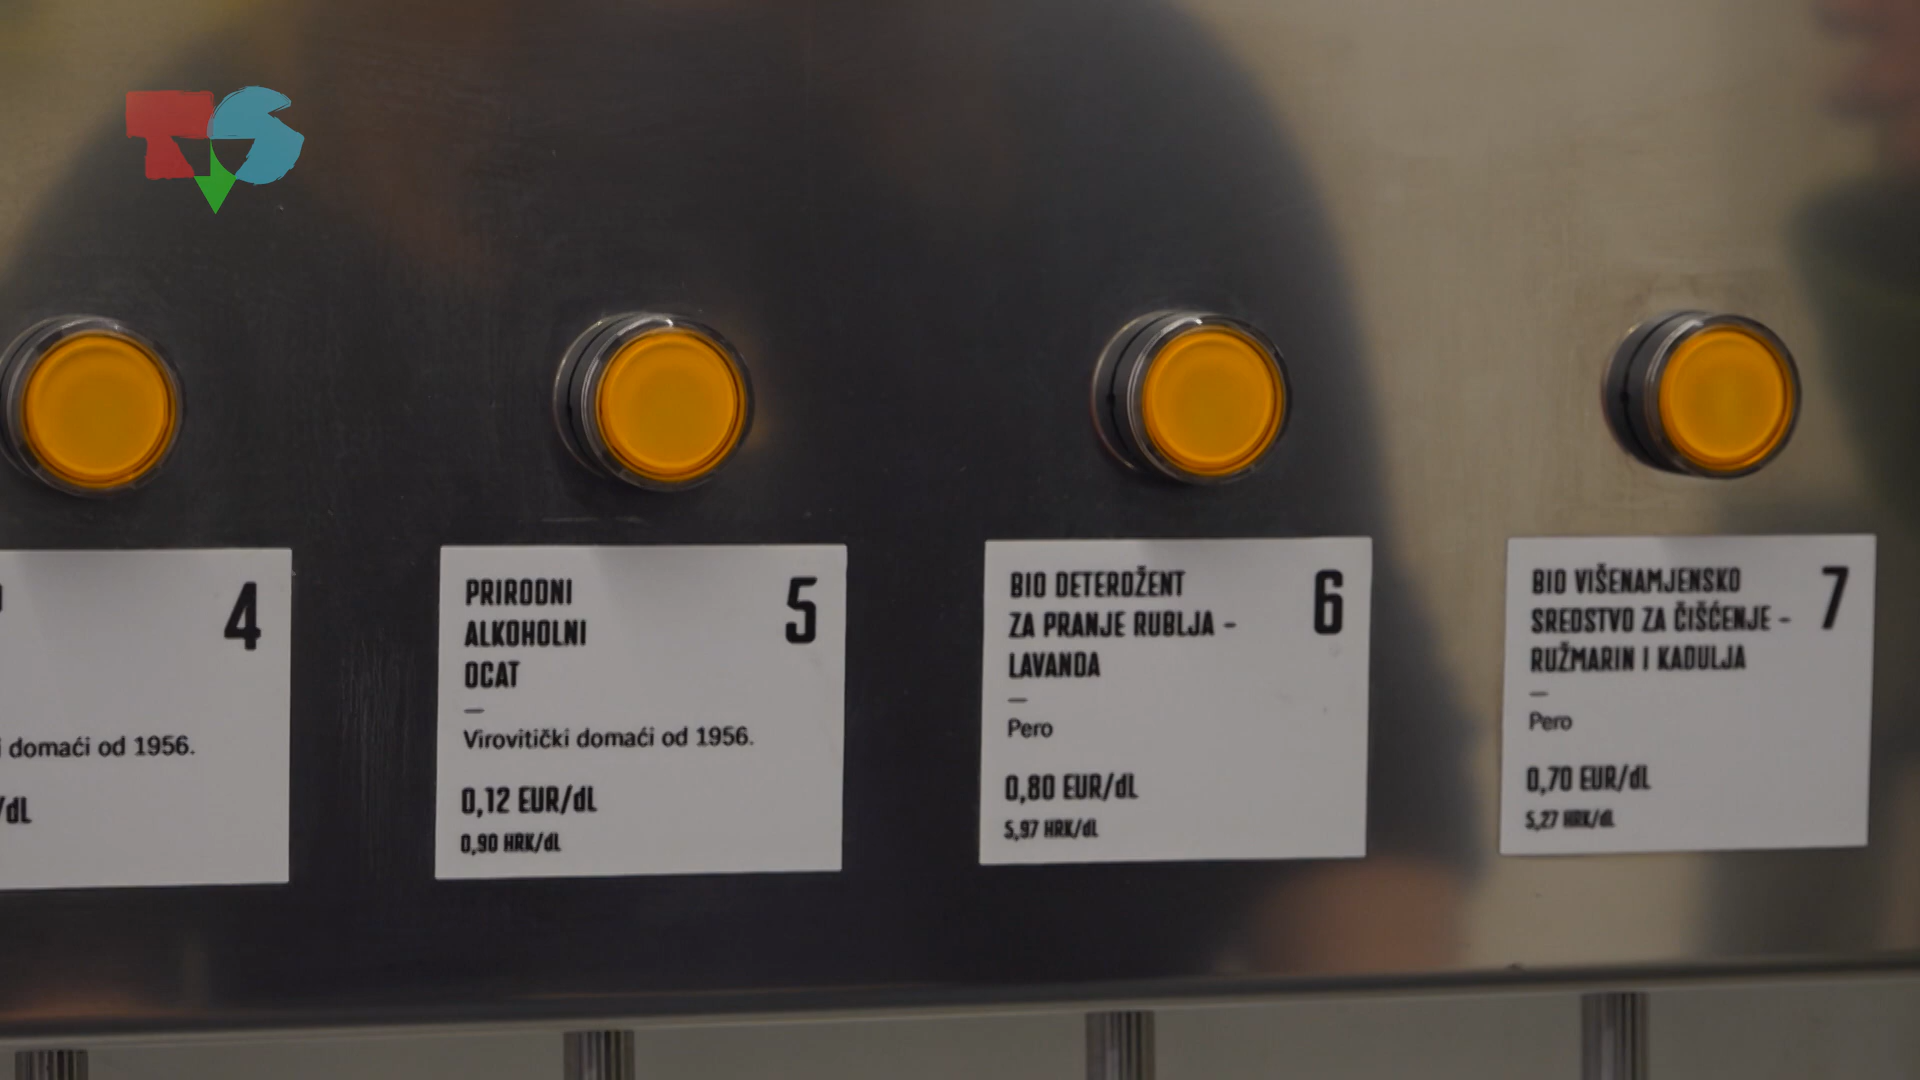 TS
4
domaći od 1956.
/dL
PRIRODNI
ALKOHOLNI
OCAT
5
–
Virovitički domaći od 1956.
0,12 EUR/dL
0,90 HRK/dL
BIO DETERDŽENT
ZA PRANJE RUBLJA –
LAVANDA
6
–
Pero
0,80 EUR/dL
5,97 HRK/dL
BIO VIŠENAMJENSKO
SREDSTVO ZA ČIŠĆENJE –
RUŽMARIN I KADULJA
7
–
Pero
0,70 EUR/dL
5,27 HRK/dL